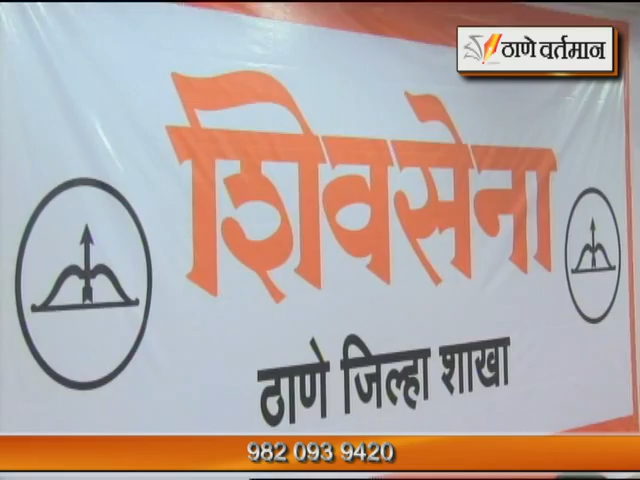 ठाणे वर्तमान
शिवसेना
ठाणे जिल्हा शाखा
982 093 9420